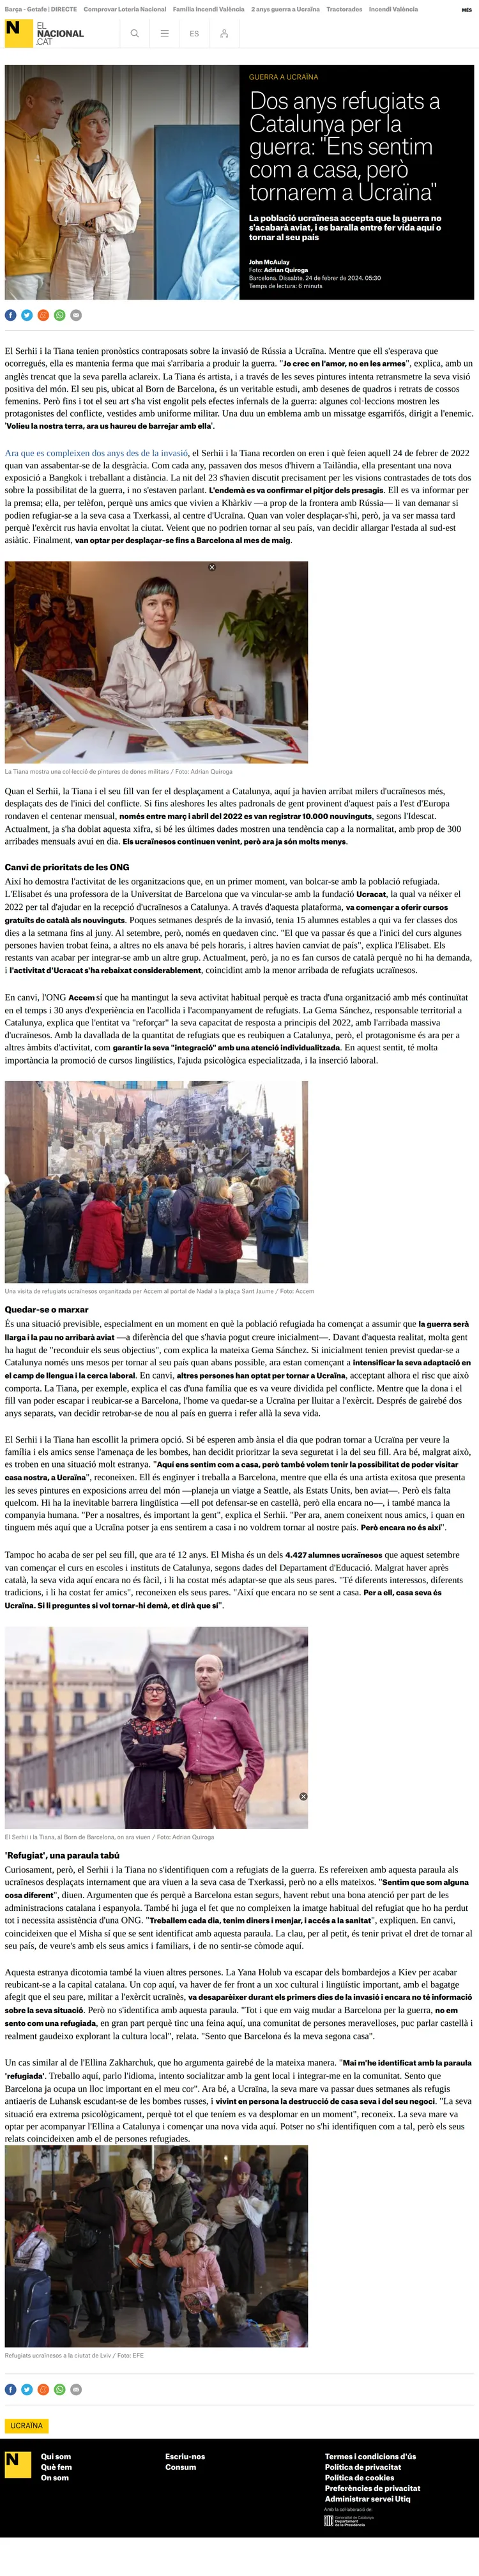 Barça - Getafe | DIRECTE Comprovar Loteria Nacional Família incendi València 2 anys guerra a Ucraïna Tractorades Incendi València MÉS
EL NACIONAL .CAT
ES
GUERRA A UCRAÏNA
Dos anys refugiats a
Catalunya per la
guerra: "Ens sentim
com a casa, però
tornarem a Ucraïna"
La població ucraïnesa accepta que la guerra no
s'acabarà aviat, i es baralla entre fer vida aquí o
tornar al seu país
John McAulay
Foto: Adrian Quiroga
Barcelona. Dissabte, 24 de febrer de 2024. 05:30
Temps de lectura: 6 minuts
El Serhii i la Tiana tenien pronòstics contraposats sobre la invasió de Rússia a Ucraïna. Mentre que ell s'esperava que
ocorregués, ella es mantenia ferma que mai s'arribaria a produir la guerra. "Jo crec en l'amor, no en les armes", explica, amb un
anglès trencat que la seva parella aclareix. La Tiana és artista, i a través de les seves pintures intenta retransmetre la seva visió
positiva del món. El seu pis, ubicat al Born de Barcelona, és un veritable estudi, amb desenes de quadros i retrats de cossos
femenins. Però fins i tot el seu art s'ha vist engolit pels efectes infernals de la guerra: algunes col·leccions mostren les
protagonistes del conflicte, vestides amb uniforme militar. Una duu un emblema amb un missatge esgarrifós, dirigit a l'enemic.
'Volíeu la nostra terra, ara us haureu de barrejar amb ella'.
Ara que es compleixen dos anys des de la invasió, el Serhii i la Tiana recorden on eren i què feien aquell 24 de febrer de 2022
quan van assabentar-se de la desgràcia. Com cada any, passaven dos mesos d'hivern a Tailàndia, ella presentant una nova
exposició a Bangkok i treballant a distància. La nit del 23 s'havien discutit precisament per les visions contrastades de tots dos
sobre la possibilitat de la guerra, i no s'estaven parlant. L'endemà es va confirmar el pitjor dels presagis. Ell es va informar per
la premsa; ella, per telèfon, perquè uns amics que vivien a Khàrkiv —a prop de la frontera amb Rússia— li van demanar si
podien refugiar-se a la seva casa a Txerkassi, al centre d'Ucraïna. Quan van voler desplaçar-s'hi, però, ja va ser massa tard
perquè l'exèrcit rus havia envoltat la ciutat. Veient que no podrien tornar al seu país, van decidir allargar l'estada al sud-est
asiàtic. Finalment, van optar per desplaçar-se fins a Barcelona al mes de maig.
La Tiana mostra una col·lecció de pintures de dones militars / Foto: Adrian Quiroga
Quan el Serhii, la Tiana i el seu fill van fer el desplaçament a Catalunya, aquí ja havien arribat milers d'ucraïnesos més,
desplaçats des de l'inici del conflicte. Si fins aleshores les altes padronals de gent provinent d'aquest país a l'est d'Europa
rondaven el centenar mensual, només entre març i abril del 2022 es van registrar 10.000 nouvinguts, segons l'Idescat.
Actualment, ja s'ha doblat aquesta xifra, si bé les últimes dades mostren una tendència cap a la normalitat, amb prop de 300
arribades mensuals avui en dia. Els ucraïnesos continuen venint, però ara ja són molts menys.
Canvi de prioritats de les ONG
Així ho demostra l'activitat de les organitzacions que, en un primer moment, van bolcar-se amb la població refugiada.
L'Elisabet és una professora de la Universitat de Barcelona que va vincular-se amb la fundació Ucracat, la qual va néixer el
2022 per tal d'ajudar en la recepció d'ucraïnesos a Catalunya. A través d'aquesta plataforma, va començar a oferir cursos
gratuïts de català als nouvinguts. Poques setmanes després de la invasió, tenia 15 alumnes estables a qui va fer classes dos
dies a la setmana fins al juny. Al setembre, però, només en quedaven cinc. "El que va passar és que a l'inici del curs algunes
persones havien trobat feina, a altres no els anava bé pels horaris, i altres havien canviat de país", explica l'Elisabet. Els
restants van acabar per integrar-se amb un altre grup. Actualment, però, ja no es fan cursos de català perquè no hi ha demanda,
i l'activitat d'Ucracat s'ha rebaixat considerablement, coincidint amb la menor arribada de refugiats ucraïnesos.
En canvi, l'ONG Accem sí que ha mantingut la seva activitat habitual perquè es tracta d'una organització amb més continuïtat
en el temps i 30 anys d'experiència en l'acollida i l'acompanyament de refugiats. La Gema Sánchez, responsable territorial a
Catalunya, explica que l'entitat va "reforçar" la seva capacitat de resposta a principis del 2022, amb l'arribada massiva
d'ucraïnesos. Amb la davallada de la quantitat de refugiats que es reubicaven a Catalunya, però, el protagonisme és ara per a
altres àmbits d'activitat, com garantir la seva "integració" amb una atenció individualitzada. En aquest sentit, té molta
importància la promoció de cursos lingüístics, l'ajuda psicològica especialitzada, i la inserció laboral.
Una visita de refugiats ucraïnesos organitzada per Accem al portal de Nadal a la plaça Sant Jaume / Foto: Accem
Quedar-se o marxar
És una situació previsible, especialment en un moment en què la població refugiada ha començat a assumir que la guerra serà
llarga i la pau no arribarà aviat —a diferència del que s'havia pogut creure inicialment—. Davant d'aquesta realitat, molta gent
ha hagut de "reconduir els seus objectius", com explica la mateixa Gema Sánchez. Si inicialment tenien previst quedar-se a
Catalunya només uns mesos per tornar al seu país quan abans possible, ara estan començant a intensificar la seva adaptació en
el camp de llengua i la cerca laboral. En canvi, altres persones han optat per tornar a Ucraïna, acceptant alhora el risc que això
comporta. La Tiana, per exemple, explica el cas d'una família que es va veure dividida pel conflicte. Mentre que la dona i el
fill van poder escapar i reubicar-se a Barcelona, l'home va quedar-se a Ucraïna per lluitar a l'exèrcit. Després de gairebé dos
anys separats, van decidir retrobar-se de nou al país en guerra i refer allà la seva vida.
El Serhii i la Tiana han escollit la primera opció. Si bé esperen amb ànsia el dia que podran tornar a Ucraïna per veure la
família i els amics sense l'amenaça de les bombes, han decidit prioritzar la seva seguretat i la del seu fill. Ara bé, malgrat això,
es troben en una situació molt estranya. "Aquí ens sentim com a casa, però també volem tenir la possibilitat de poder visitar
casa nostra, a Ucraïna", reconeixen. Ell és enginyer i treballa a Barcelona, mentre que ella és una artista exitosa que presenta
les seves pintures en exposicions arreu del món —planeja un viatge a Seattle, als Estats Units, ben aviat—. Però els falta
quelcom. Hi ha la inevitable barrera lingüística —ell pot defensar-se en castellà, però ella encara no—, i també manca la
companyia humana. "Per a nosaltres, és important la gent", explica el Serhii. "Per ara, anem coneixent nous amics, i quan en
tinguem més aquí que a Ucraïna potser ja ens sentirem a casa i no voldrem tornar al nostre país. Però encara no és així".
Tampoc ho acaba de ser pel seu fill, que ara té 12 anys. El Misha és un dels 4.427 alumnes ucraïnesos que aquest setembre
van començar el curs en escoles i instituts de Catalunya, segons dades del Departament d'Educació. Malgrat haver après
català, la seva vida aquí encara no és fàcil, i li ha costat més adaptar-se que als seus pares. "Té diferents interessos, diferents
tradicions, i li ha costat fer amics", reconeixen els seus pares. "Així que encara no se sent a casa. Per a ell, casa seva és
Ucraïna. Si li preguntes si vol tornar-hi demà, et dirà que sí".
El Serhii i la Tiana, al Born de Barcelona, on ara viuen / Foto: Adrian Quiroga
'Refugiat', una paraula tabú
Curiosament, però, el Serhii i la Tiana no s'identifiquen com a refugiats de la guerra. Es refereixen amb aquesta paraula als
ucraïnesos desplaçats internament que ara viuen a la seva casa de Txerkassi, però no a ells mateixos. "Sentim que som alguna
cosa diferent", diuen. Argumenten que és perquè a Barcelona estan segurs, havent rebut una bona atenció per part de les
administracions catalana i espanyola. També hi juga el fet que no compleixen la imatge habitual del refugiat que ho ha perdut
tot i necessita assistència d'una ONG. "Treballem cada dia, tenim diners i menjar, i accés a la sanitat", expliquen. En canvi,
coincideixen que el Misha sí que se sent identificat amb aquesta paraula. La clau, per al petit, és tenir privat el dret de tornar al
seu país, de veure's amb els seus amics i familiars, i de no sentir-se còmode aquí.
Aquesta estranya dicotomia també la viuen altres persones. La Yana Holub va escapar dels bombardejos a Kíev per acabar
reubicant-se a la capital catalana. Un cop aquí, va haver de fer front a un xoc cultural i lingüístic important, amb el bagatge
afegit que el seu pare, militar a l'exèrcit ucraïnès, va desaparèixer durant els primers dies de la invasió i encara no té informació
sobre la seva situació. Però no s'identifica amb aquesta paraula. "Tot i que em vaig mudar a Barcelona per la guerra, no em
sento com una refugiada, en gran part perquè tinc una feina aquí, una comunitat de persones meravelloses, puc parlar castellà i
realment gaudeixo explorant la cultura local", relata. "Sento que Barcelona és la meva segona casa".
Un cas similar al de l'Ellina Zakharchuk, que ho argumenta gairebé de la mateixa manera. "Mai m'he identificat amb la paraula
'refugiada'. Treballo aquí, parlo l'idioma, intento socialitzar amb la gent local i integrar-me en la comunitat. Sento que
Barcelona ja ocupa un lloc important en el meu cor". Ara bé, a Ucraïna, la seva mare va passar dues setmanes als refugis
antiaeris de Luhansk escudant-se de les bombes russes, i vivint en persona la destrucció de casa seva i del seu negoci. "La seva
situació era extrema psicològicament, perquè tot el que teníem es va desplomar en un moment", reconeix. La seva mare va
optar per acompanyar l'Ellina a Catalunya i començar una nova vida aquí. Potser no s'hi identifiquen com a tal, però els seus
relats coincideixen amb el de persones refugiades.
Refugiats ucraïnesos a la ciutat de Lviv / Foto: EFE
UCRAÏNA
Qui som
Què fem
On som
Escriu-nos
Consum
Termes i condicions d'ús
Política de privacitat
Política de cookies
Preferències de privacitat
Administrar servei Utiq
Amb la col·laboració de:
Generalitat de Catalunya
Departament
de la Presidència